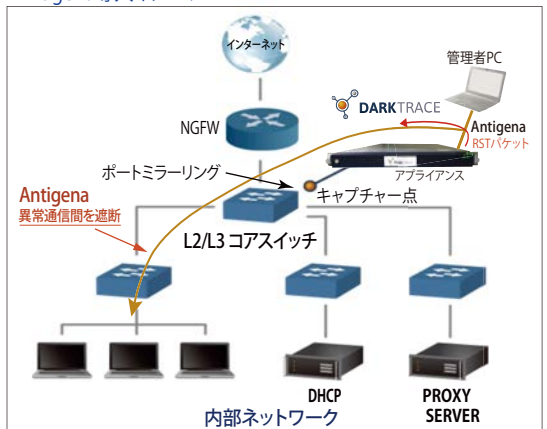 インターネット
管理者PC
DARKTRACE
NGFW
Antigena
RSTパケット
ポートミラーリング
アプライアンス
キャプチャー点
Antigena
異常通信間を遮断
L2/L3 コアスイッチ
DHCP
PROXY
SERVER
内部ネットワーク